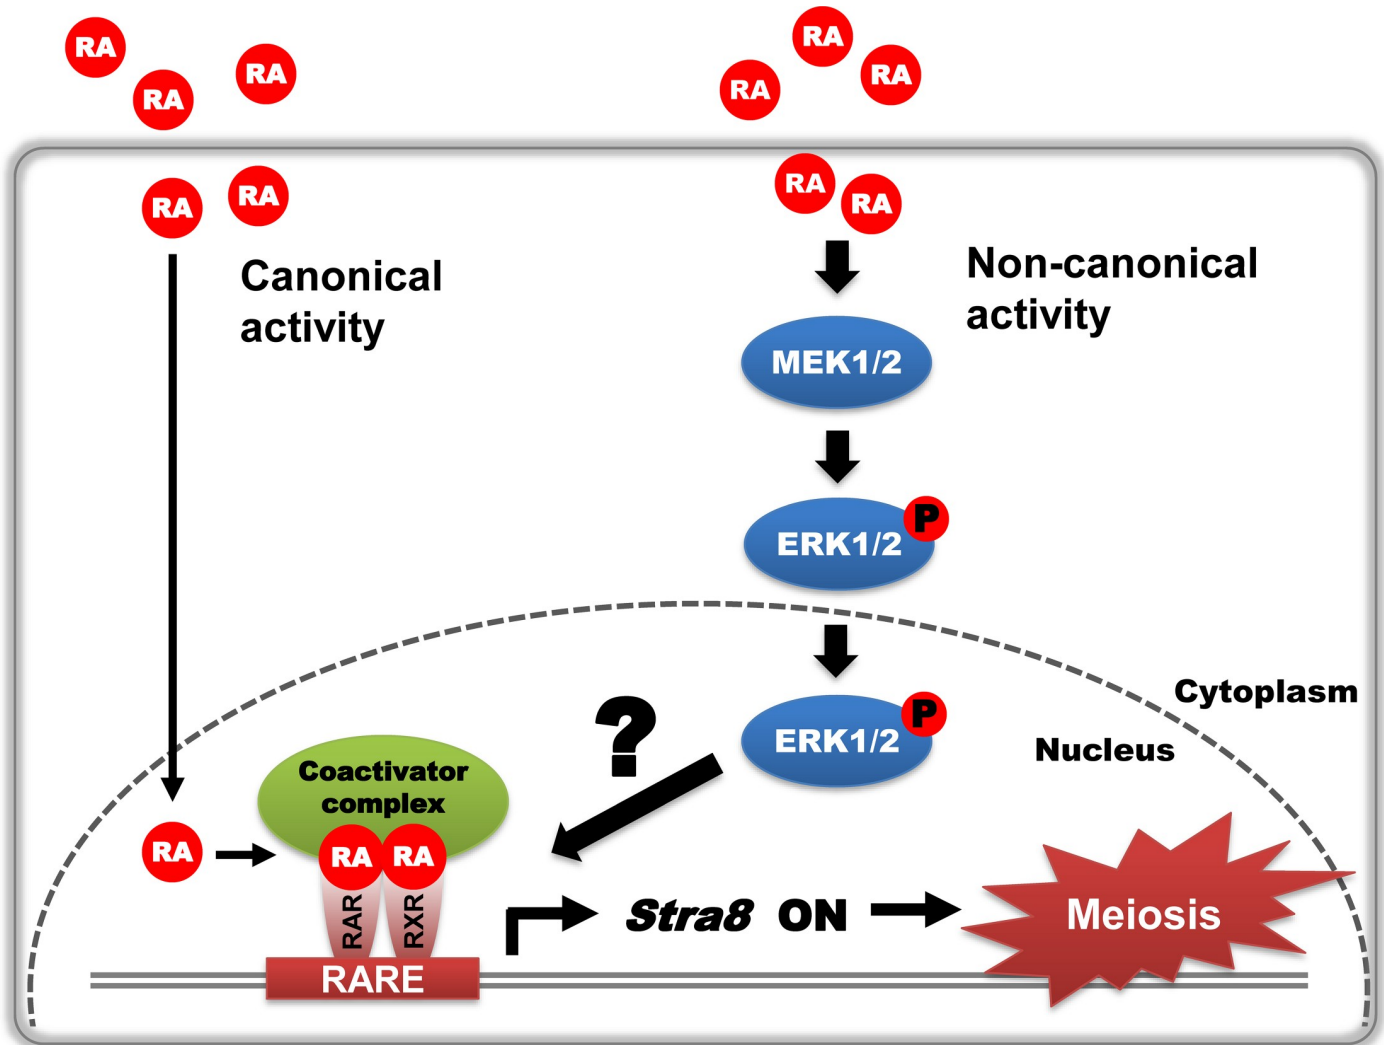 RA
RA
RA
RA
RA
RA
RA
RA
RA
RA
Canonical
activity
Non-canonical
activity
MEK1/2
ERK1/2
P
Cytoplasm
Nucleus
?
ERK1/2
P
Coactivator
complex
RA
RA
RA
RAR
RXR
Stra8 ON
Meiosis
RARE